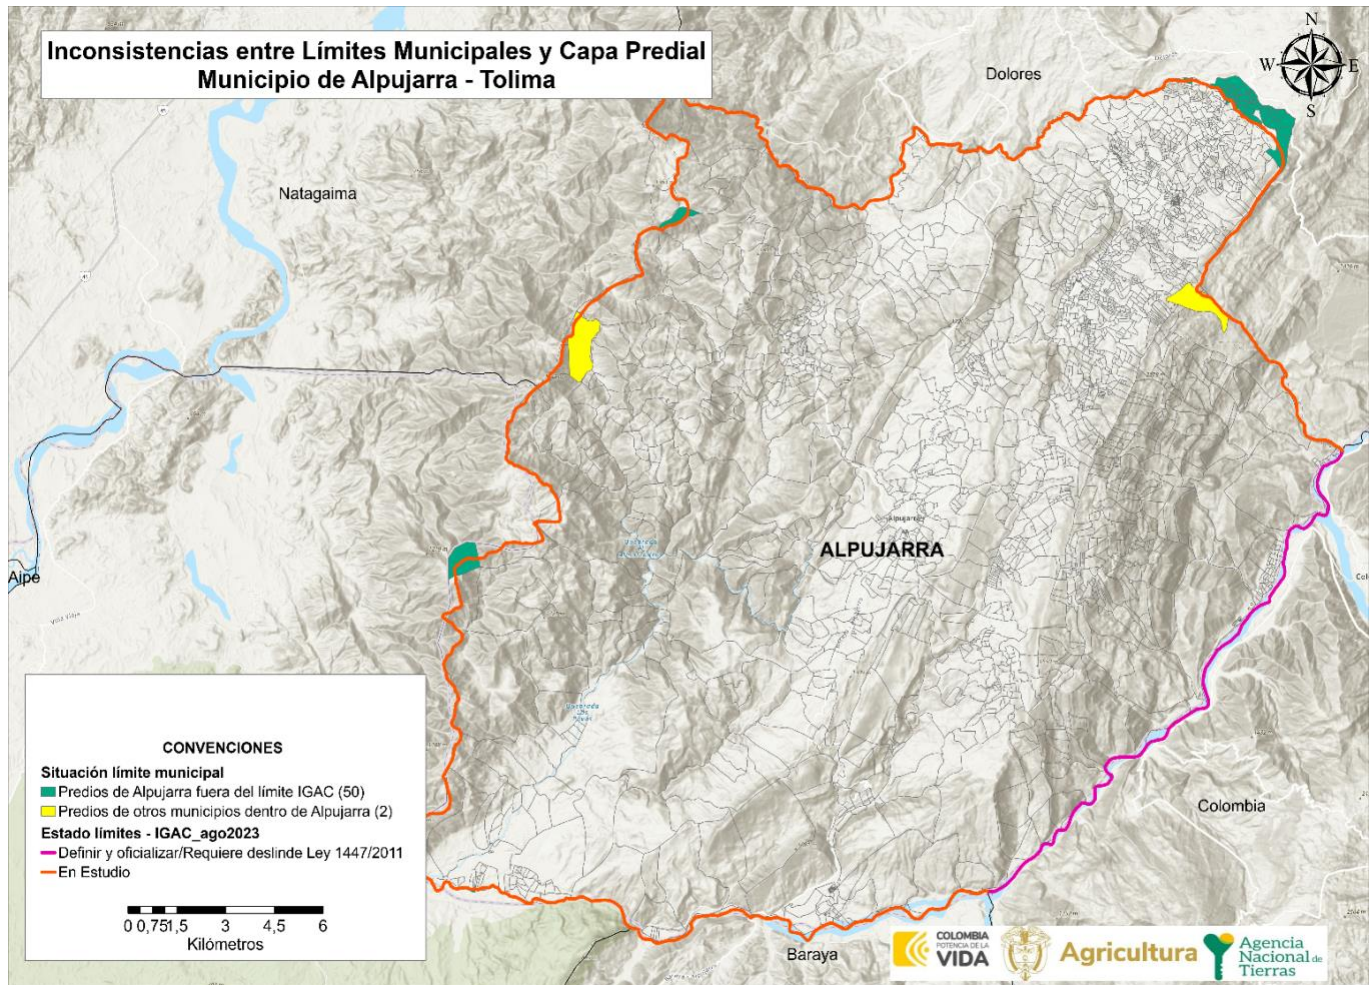 Inconsistencias entre Límites Municipales y Capa Predial
Municipio de Alpujarra - Tolima
N
W
E
S
Dolores
Natagaima
Alpujarra
ALPUJARRA
Aipe
Colombia
Baraya
CONVENCIONES
Situación límite municipal
Predios de Alpujarra fuera del límite IGAC (50)
Predios de otros municipios dentro de Alpujarra (2)
Estado límites - IGAC_ago2023
Definir y oficializar/Requiere deslinde Ley 1447/2011
En Estudio
0 0,751,5 3 4,5 6
Kilómetros
COLOMBIA
POTENCIA DE LA
VIDA
Agricultura
Agencia
Nacional de
Tierras